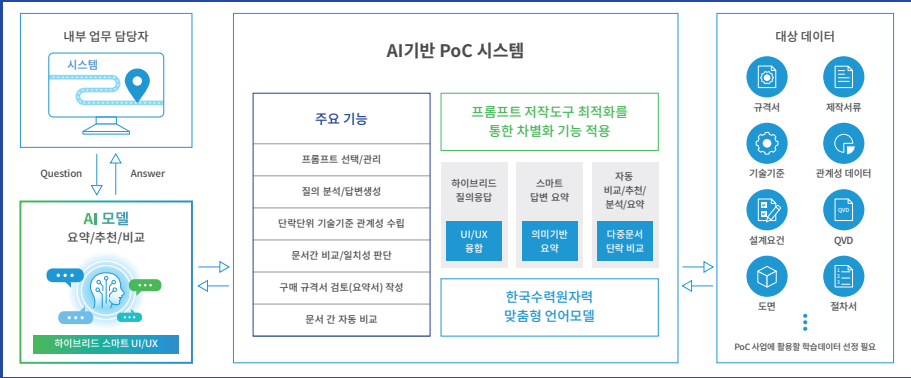 내부 업무 담당자
시스템
Question
Answer
AI 모델
요약/추천/비교
하이브리드 스마트 UI/UX
AI기반 PoC 시스템
주요 기능
프롬프트 선택/관리
질의 분석/답변생성
단락단위 기술기준 관계성 수립
문서간 비교/일치성 판단
구매 규격서 검토(요약서) 작성
문서 간 자동 비교
프롬프트 저작도구 최적화를
통한 차별화 기능 적용
하이브리드
질의응답
UI/UX
융합
스마트
답변 요약
의미기반
요약
자동
비교/추천/
분석/요약
다중문서
단락 비교
한국수력원자력
맞춤형 언어모델
대상 데이터
규격서
제작서류
기술기준
관계성 데이터
설계요건
QVD
QVD
도면
1
2
3
절차서
PoC 사업에 활용할 학습데이터 선정 필요